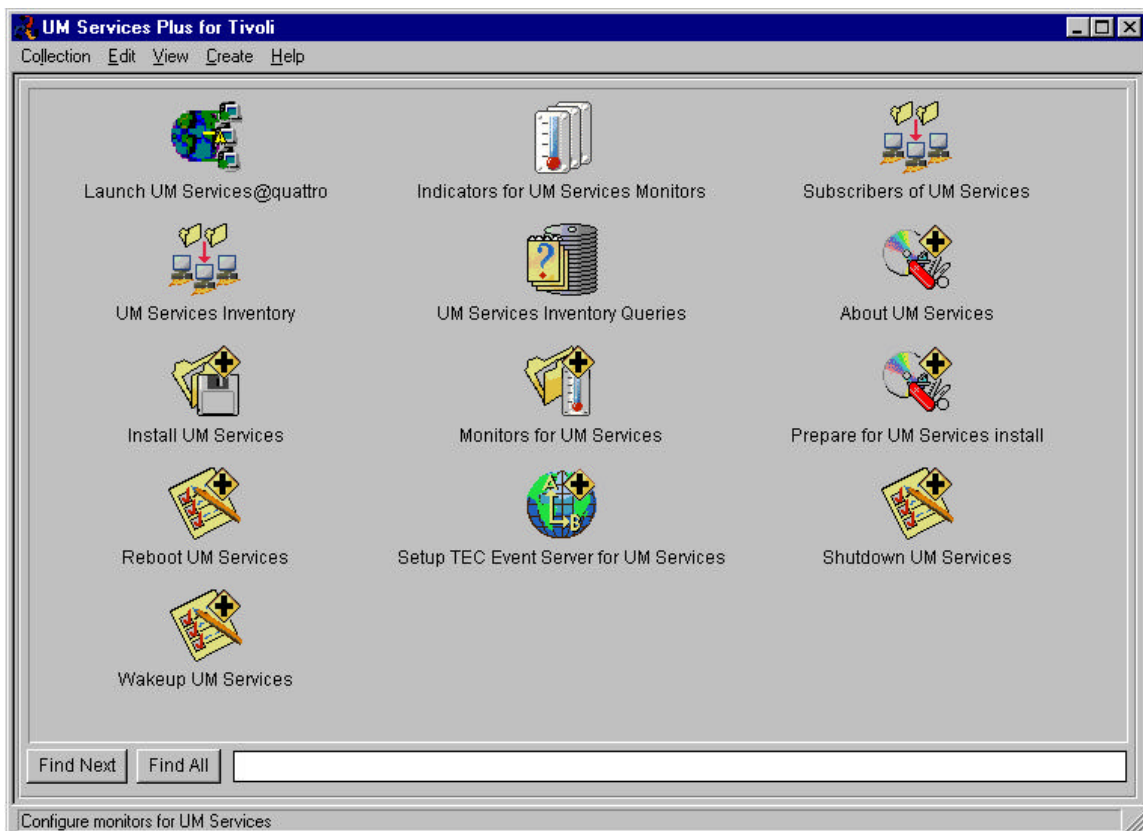 UM Services Plus for Tivoli
Collection Edit View Create Help
Launch UM Services@quattro
Indicators for UM Services Monitors
Subscribers of UM Services
UM Services Inventory
UM Services Inventory Queries
About UM Services
Install UM Services
Monitors for UM Services
Prepare for UM Services install
Reboot UM Services
Setup TEC Event Server for UM Services
Shutdown UM Services
Wakeup UM Services
Find Next Find All
Configure monitors for UM Services